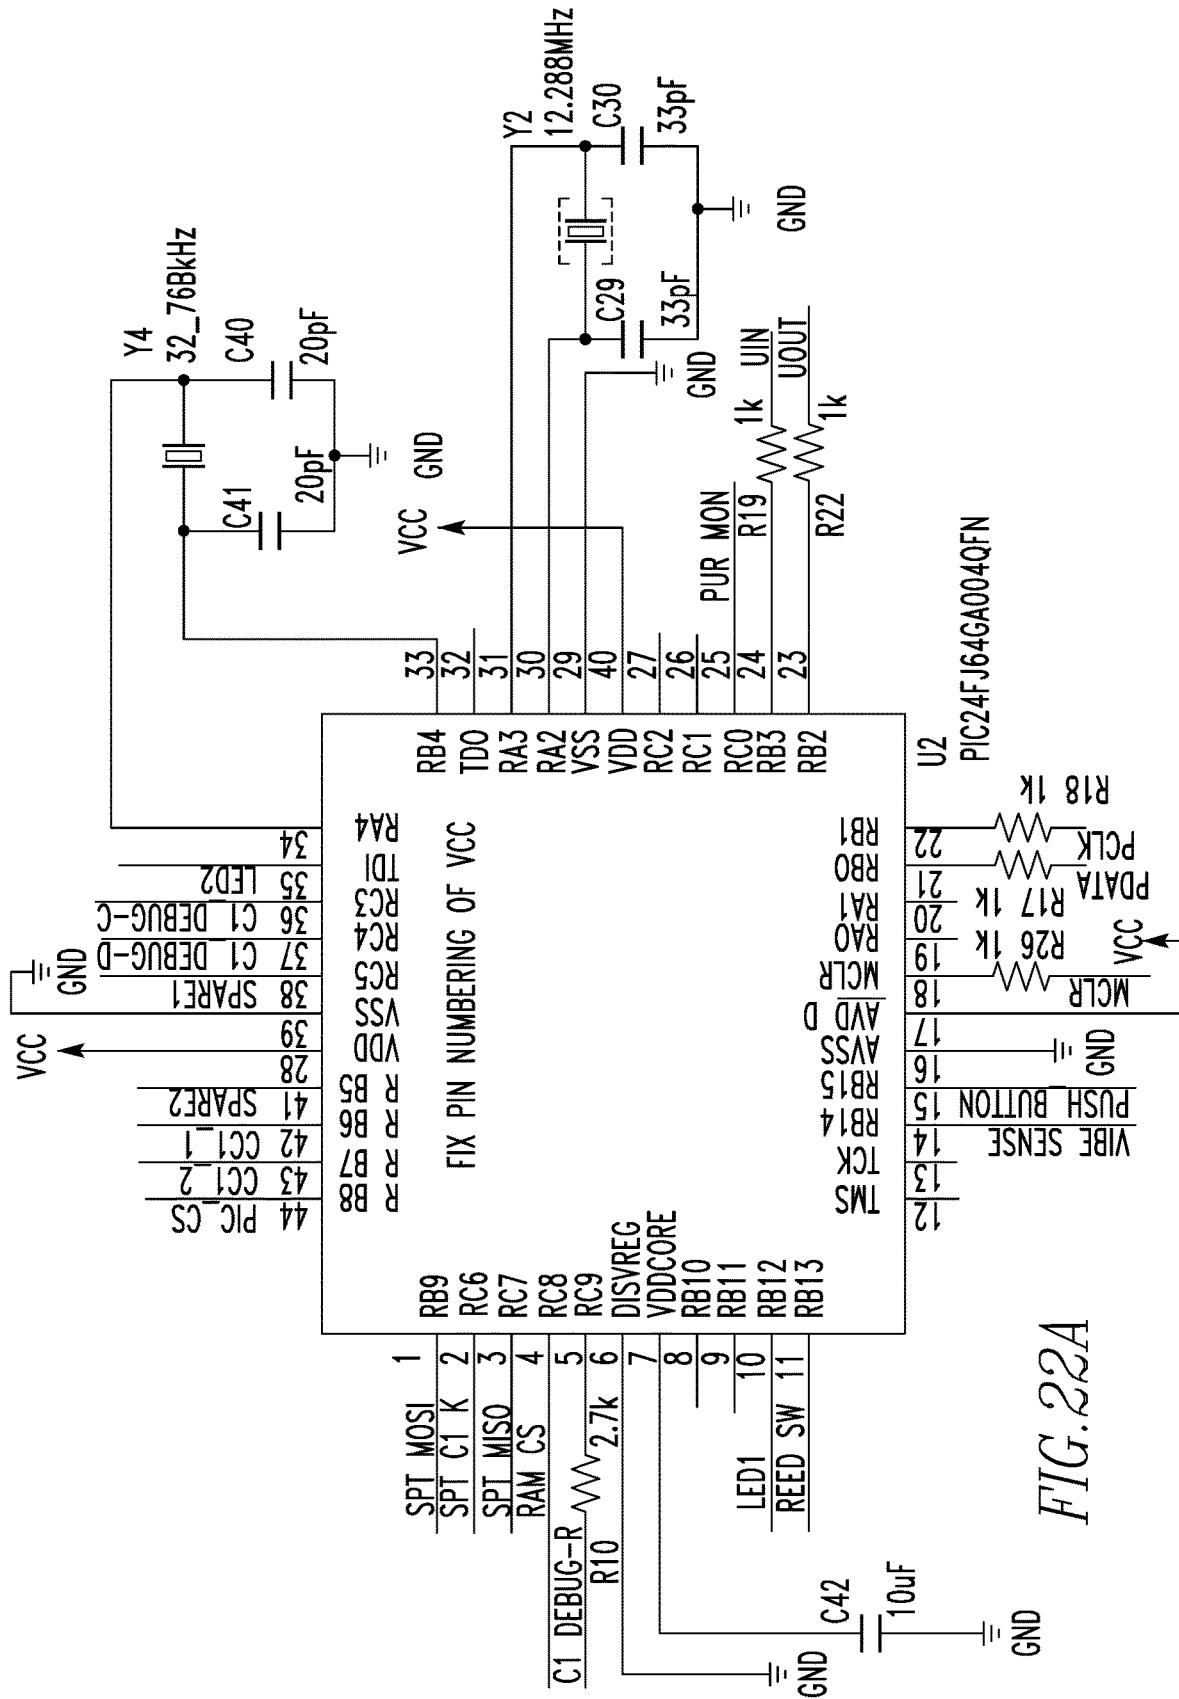 VCC
GND
PIC_CS 44
CC1_2 43
CC1_1 42
SPARE2 41
28
39
SPARE1 38
C1_DEBUG-D 37
C1_DEBUG-C 36
LED2 35
34
R B8
R B7
R B6
R B5
VDD
VSS
RC5
RC4
RC3
TDI
RA4
FIX PIN NUMBERING OF VCC
SPT MOSI 1 RB9
SPT C1 K 2 RC6
SPT MISO 3 RC7
RAM CS 4 RC8
C1 DEBUG-R
R10 2.7k
5 RC9
6 DISVREG
7 VDDCORE
8 RB10
9 RB11
LED1 10 RB12
REED SW 11 RB13
C42
10uF
GND
GND
RB4 33
TDO 32
RA3 31
RA2 30
VSS 29
VDD 40
RC2 27
RC1 26
RC0 25 PUR MON
RB3 24 R19 1k UIN
RB2 23 R22 1k UOUT
Y4
32_76BkHz
C41
20pF
C40
20pF
GND
VCC
Y2
12.288MHz
C29
33pF
C30
33pF
GND
GND
U2
PIC24FJ64GA004QFN
TMS
TCK
RB14
RB15
AVSS
AVD D
MCLR
RA0
RA1
RB0
RB1
12
13
14 VIBE SENSE
15 PUSH_BUTTON
16
GND
17
VCC
18
MCLR
R26 1k
19
20
R17 1k
21
PDATA
22
PCLK
R18 1k
FIG.22A